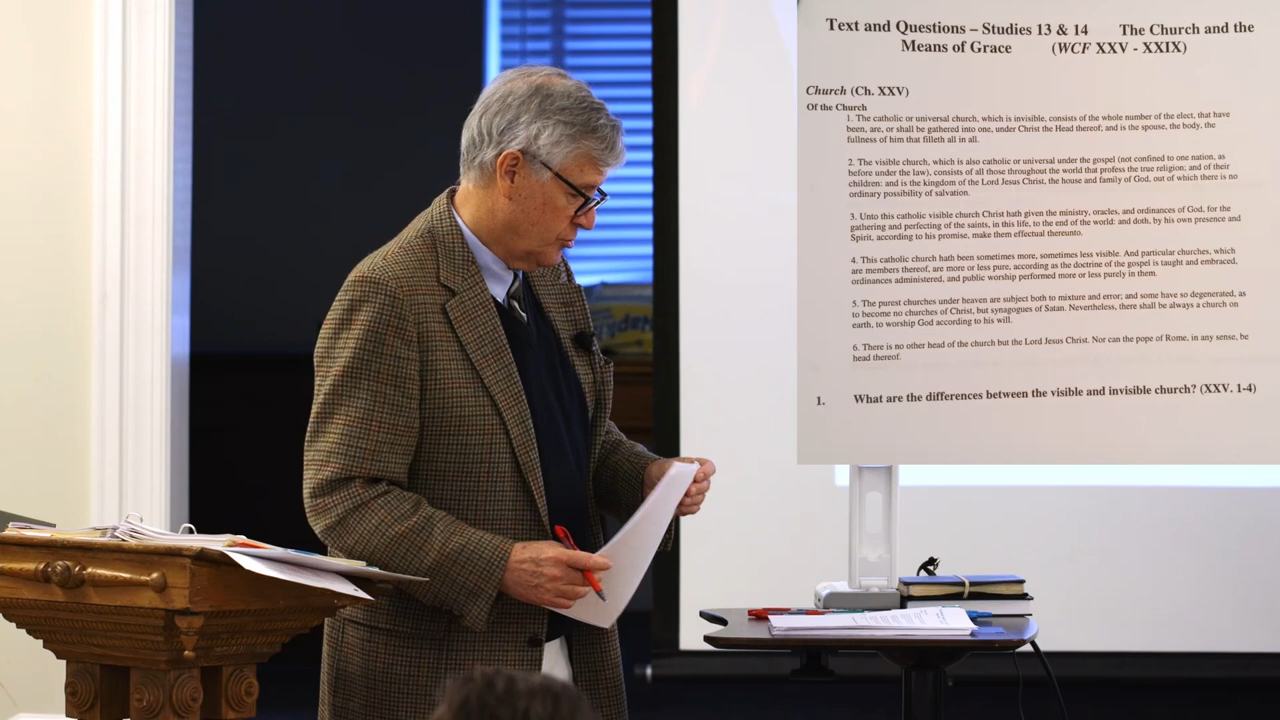 Text and Questions – Studies 13 & 14 The Church and the
Means of Grace (WCF XXV - XXIX)
Church (Ch. XXV)
Of the Church
1. The catholic or universal church, which is invisible, consists of the whole number of the elect, that have
been, are, or shall be gathered into one, under Christ the Head thereof; and is the spouse, the body, the
fullness of him that filleth all in all.
2. The visible church, which is also catholic or universal under the gospel (not confined to one nation, as
before under the law), consists of all those throughout the world that profess the true religion; and of their
children: and is the kingdom of the Lord Jesus Christ, the house and family of God, out of which there is no
ordinary possibility of salvation.
3. Unto this catholic visible church Christ hath given the ministry, oracles, and ordinances of God, for the
gathering and perfecting of the saints, in this life, to the end of the world: and doth, by his own presence and
Spirit, according to his promise, make them effectual thereunto.
4. This catholic church hath been sometimes more, sometimes less visible. And particular churches, which
are members thereof, are more or less pure, according as the doctrine of the gospel is taught and embraced,
ordinances administered, and public worship performed more or less purely in them.
5. The purest churches under heaven are subject both to mixture and error; and some have so degenerated, as
to become no churches of Christ, but synagogues of Satan. Nevertheless, there shall be always a church on
earth, to worship God according to his will.
6. There is no other head of the church but the Lord Jesus Christ. Nor can the pope of Rome, in any sense, be
head thereof.
1. What are the differences between the visible and invisible church? (XXV. 1-4)